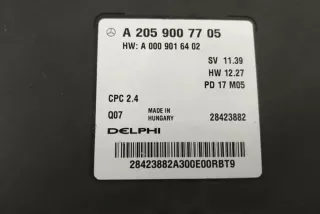 A 205 900 77 05
HW: A 000 901 64 02
SV 11.39
HW 12.27
PD 17 M05
CPC 2.4
Q07
MADE IN
HUNGARY
28423882
DELPHI
28423882A300E00RBT9